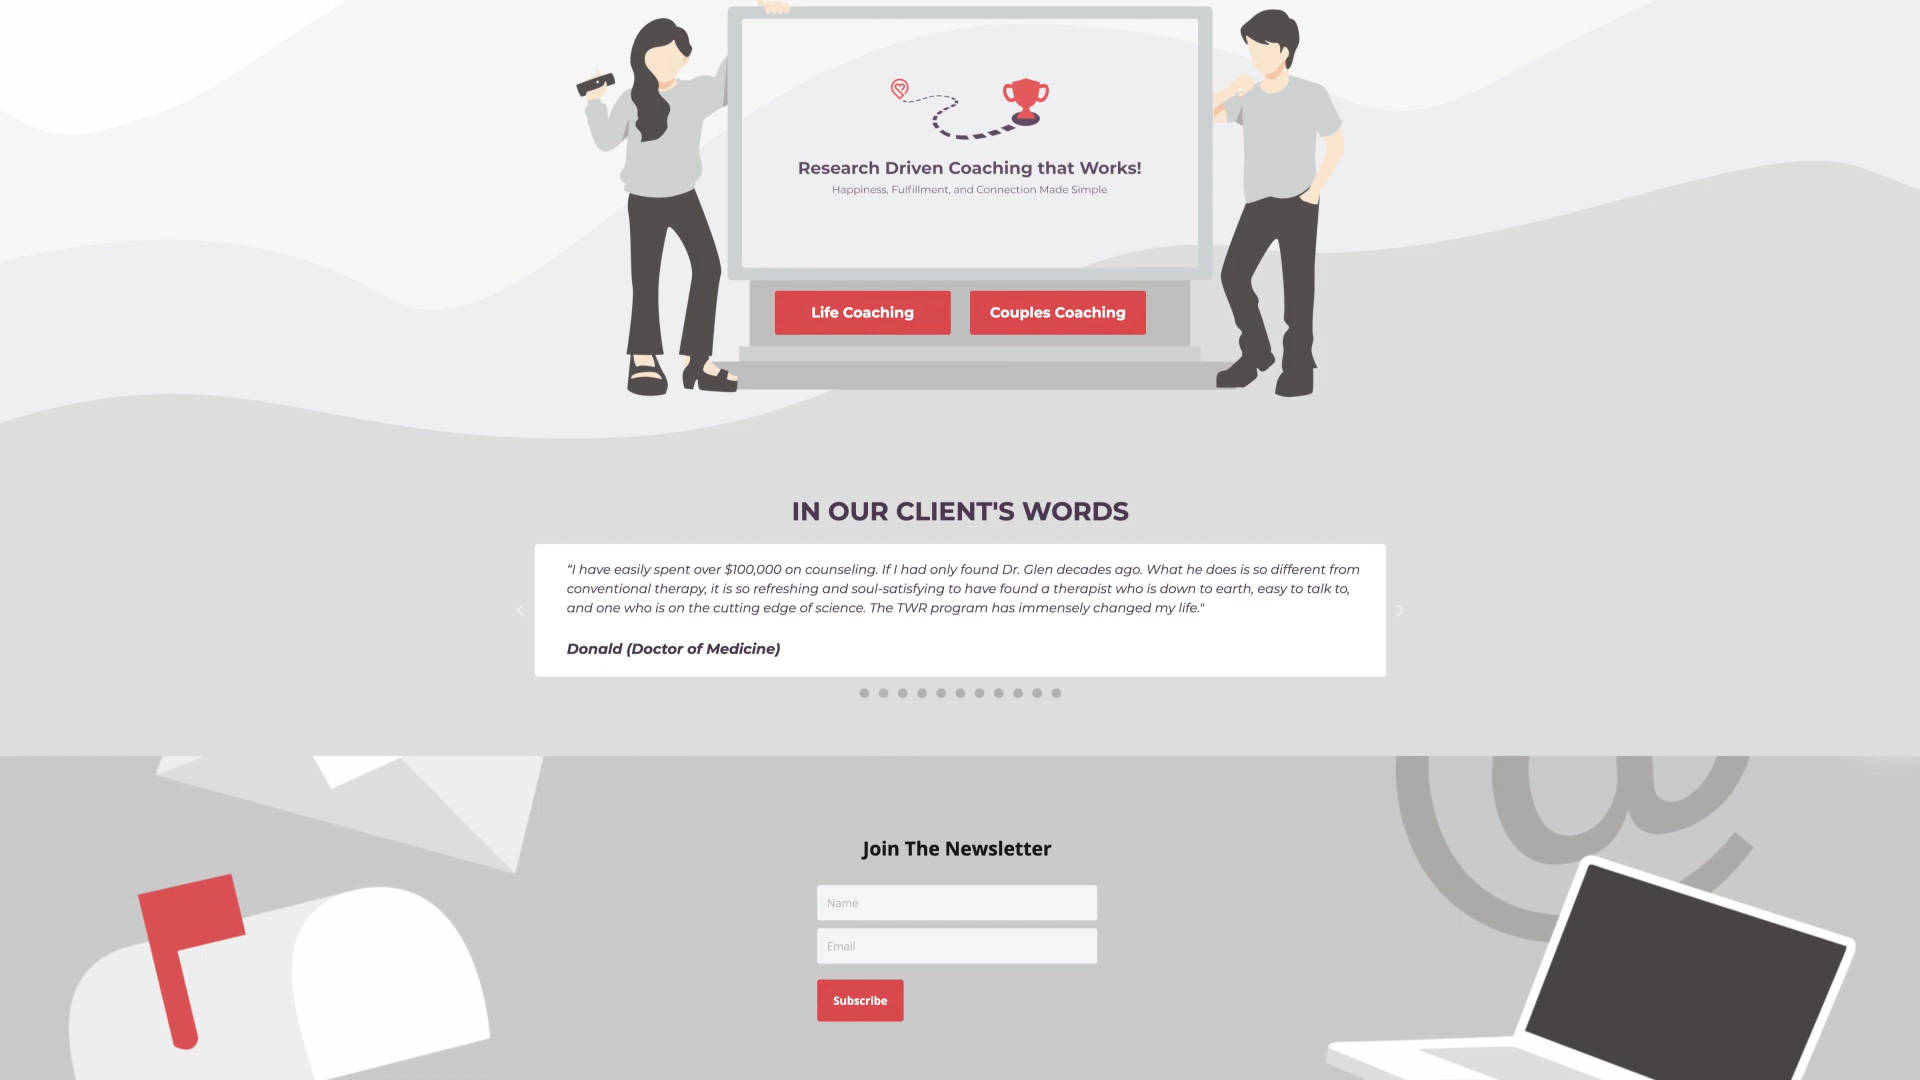 Research Driven Coaching that Works!
Happiness, Fulfillment, and Connection Made Simple
Life Coaching
Couples Coaching
IN OUR CLIENT'S WORDS
“I have easily spent over $100,000 on counseling. If I had only found Dr. Glen decades ago. What he does is so different from
conventional therapy, it is so refreshing and soul-satisfying to have found a therapist who is down to earth, easy to talk to,
and one who is on the cutting edge of science. The TWR program has immensely changed my life."
Donald (Doctor of Medicine)
Join The Newsletter
Name
Email
Subscribe